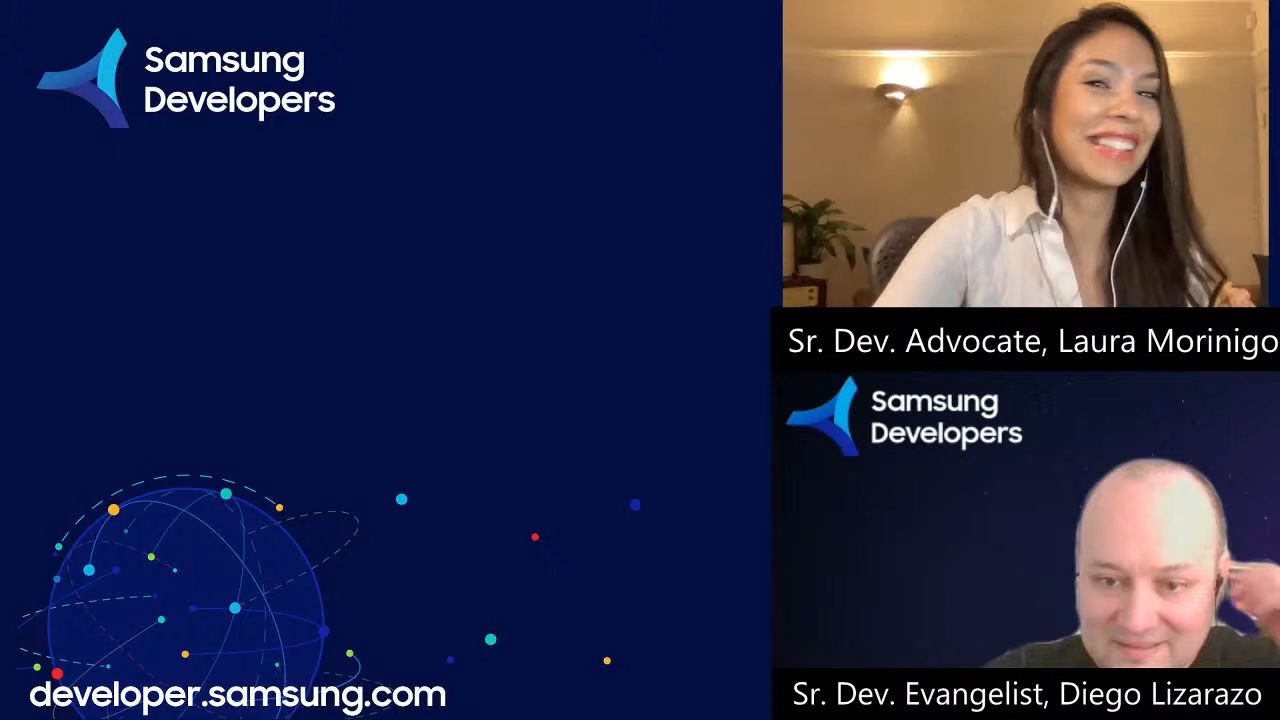 Samsung
Developers
Sr. Dev. Advocate, Laura Morinigo
Samsung
Developers
Sr. Dev. Evangelist, Diego Lizarazo
developer.samsung.com